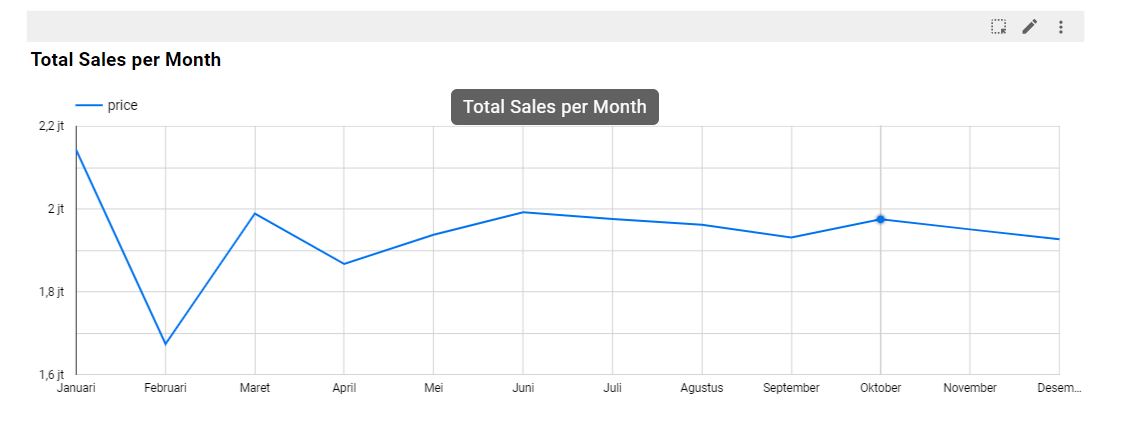 Total Sales per Month
price
Total Sales per Month
2,2 jt
2 jt
1,8 jt
1,6 jt
Januari Februari Maret April Mei Juni Juli Agustus September Oktober November Desem...